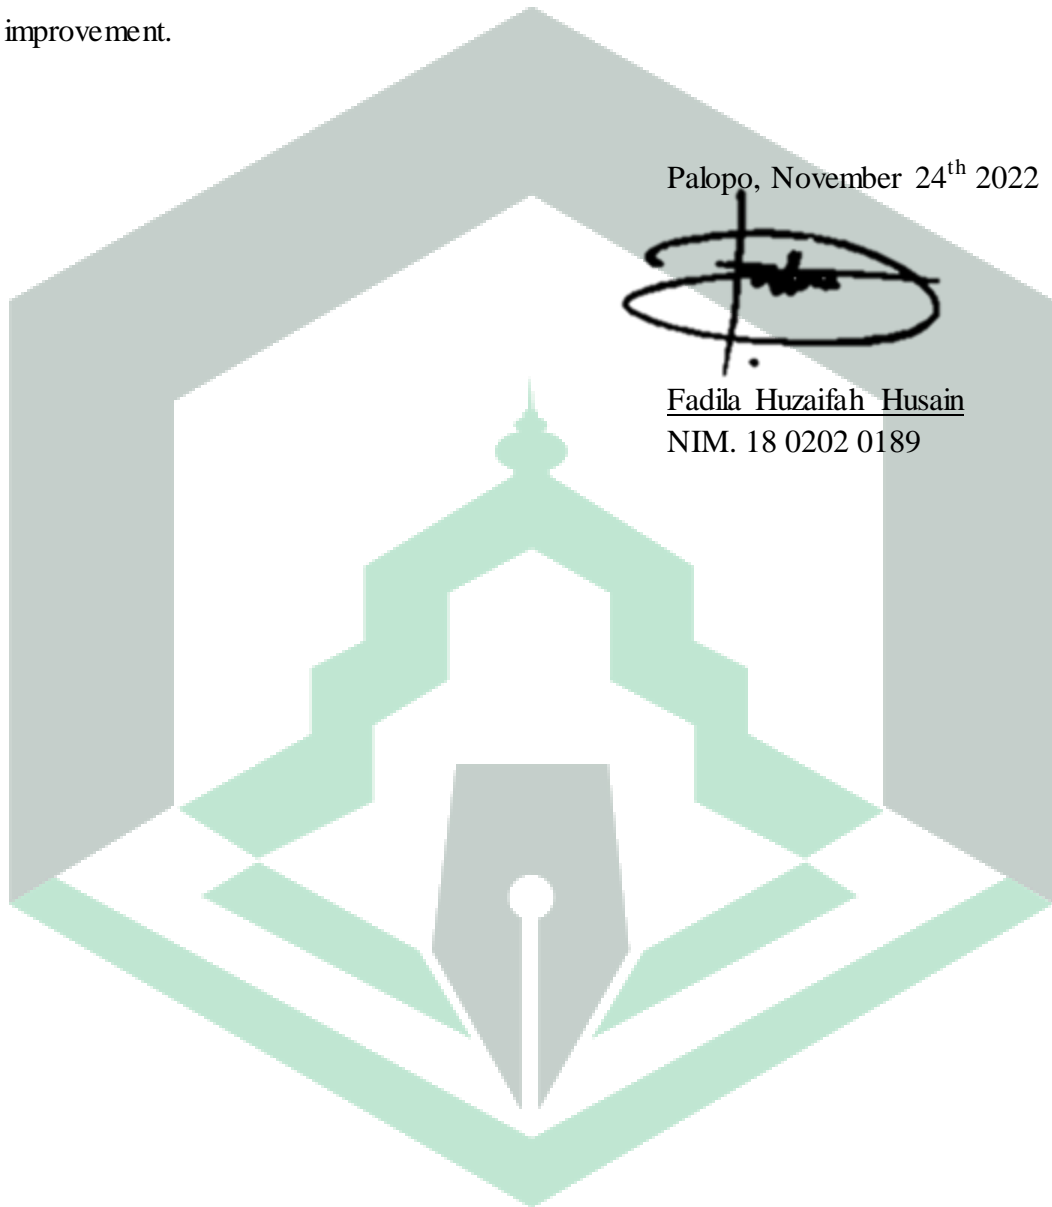 improvement.
Palopo, November 24th 2022
Fadila Huzaifah Husain
NIM. 18 0202 0189